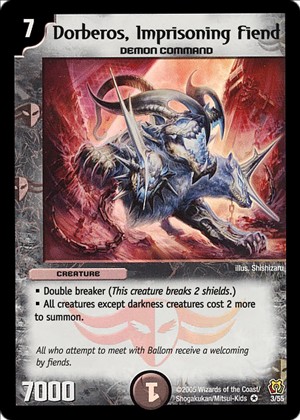 7 Dorberos, Imprisoning Fiend
DEMON COMMAND
illus. Shishizaru
CREATURE
■ Double breaker (This creature breaks 2 shields.)
■ All creatures except darkness creatures cost 2 more
to summon.
All who attempt to meet with Ballom receive a welcoming
by fiends.
7000 1
©2005 Wizards of the Coast/
Shogakukan/Mitsui-Kids ✪ 3/55